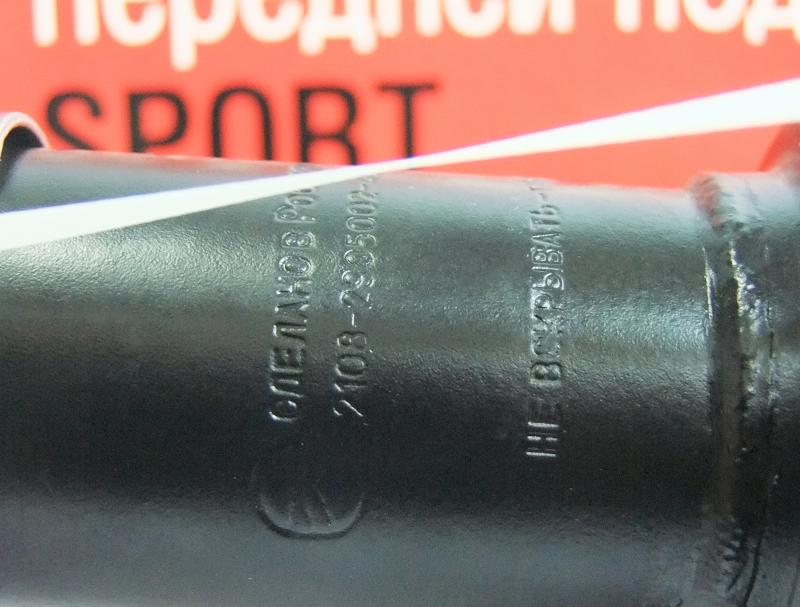 передней под
SPORT
СДЕЛАНО В Рос
2108-2905002-
НЕ ВСКРЫВАТЬ-